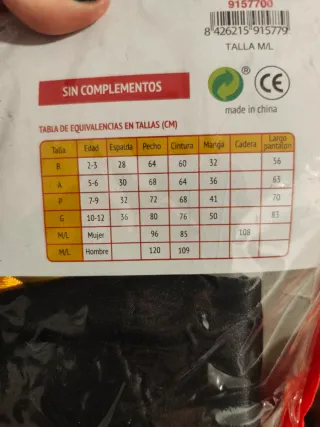 9157700
8 426215 915779
TALLA M/L
SIN COMPLEMENTOS
®
CE
made in china
TABLA DE EQUIVALENCIAS EN TALLAS (CM)
Talla Edad Espalda Pecho Cintura Manga Cadera Largo pantalón
B 2-3 28 64 60 32 56
A 3-6 30 68 64 36 63
P 7-9 32 72 68 41 70
G 10-12 36 80 76 50 83
M/L Mujer 96 85 108
M/L Hombre 120 109